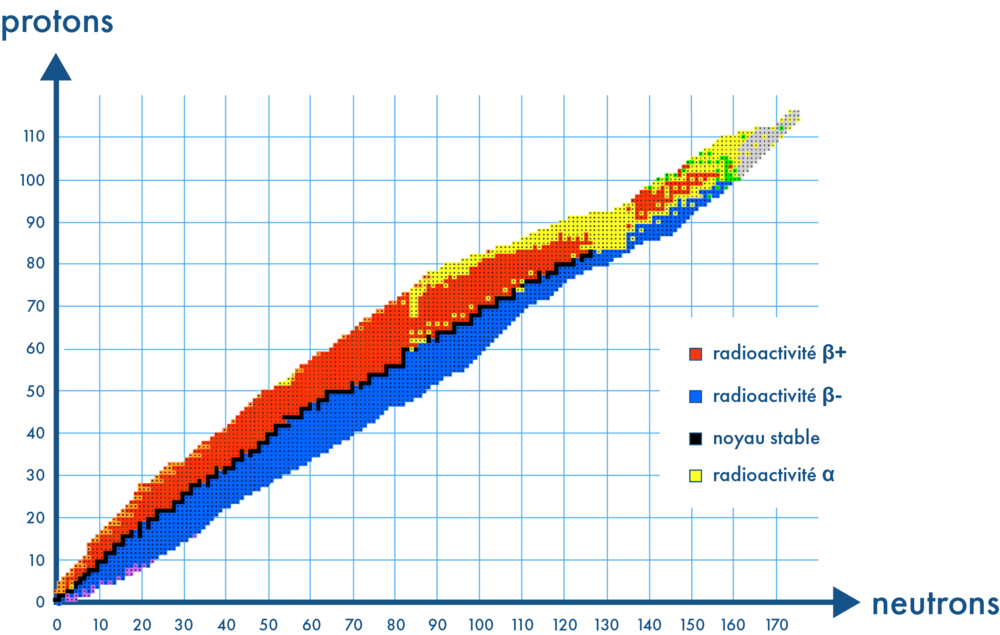 protons
110
100
90
80
70
60
50
40
30
20
10
0
radioactivité β+
radioactivité β-
noyau stable
radioactivité α
0 10 20 30 40 50 60 70 80 90 100 110 120 130 140 150 160 170
neutrons